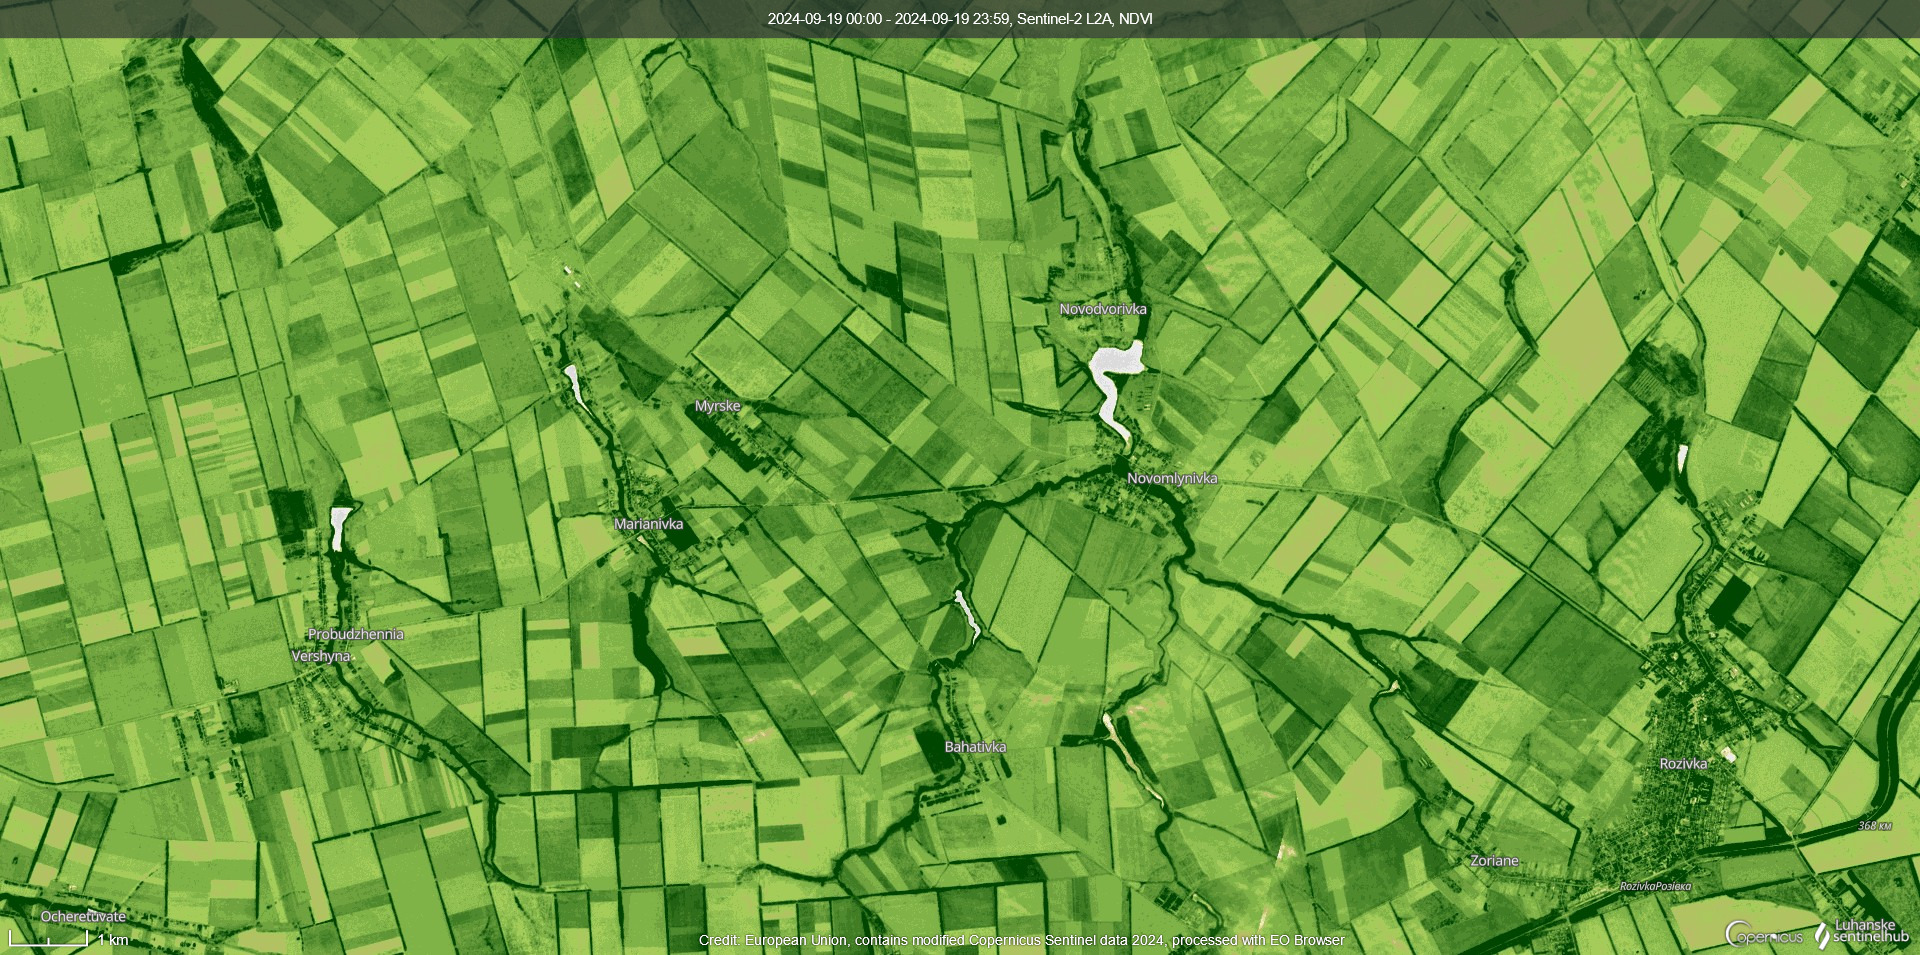 2024-09-19 00:00 - 2024-09-19 23:59, Sentinel-2 L2A, NDVI
Novodvorivka
Myrske
Novomlynivka
Marianivka
Probudzhennia
Vershyna
Bahativka
Rozivka
368 км
Zoriane
RozivkaРозівка
Ocheretuvate
1 km
Credit: European Union, contains modified Copernicus Sentinel data 2024, processed with EO Browser
opernicus
Luhanske
sentinelhub